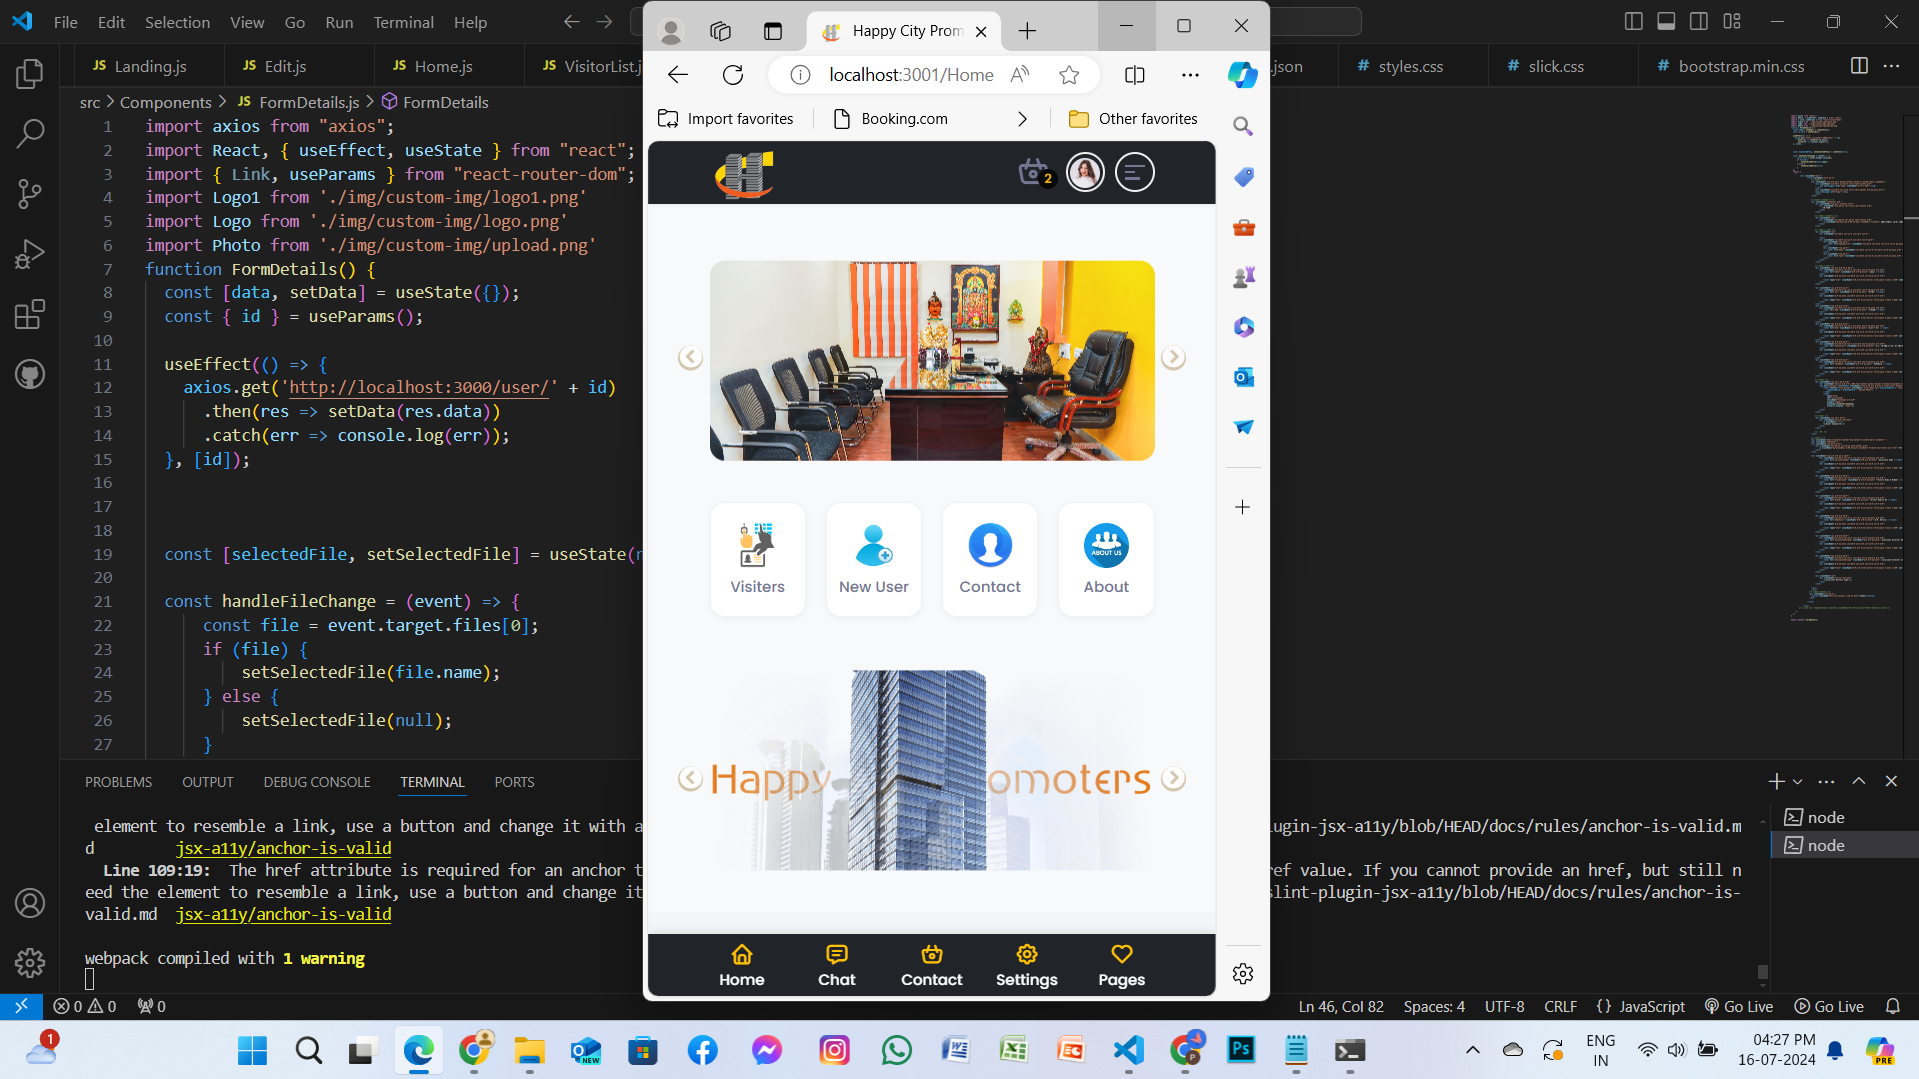 File Edit Selection View Go Run Terminal Help
JS Landing.js JS Edit.js JS Home.js JS VisitorList.j .json # styles.css # slick.css # bootstrap.min.css
src > Components > JS FormDetails.js > FormDetails
1 import axios from "axios";
2 import React, { useEffect, useState } from "react";
3 import { Link, useParams } from "react-router-dom";
4 import Logo1 from './img/custom-img/logo1.png'
5 import Logo from './img/custom-img/logo.png'
6 import Photo from './img/custom-img/upload.png'
7 function FormDetails() {
8 const [data, setData] = useState({});
9 const { id } = useParams();
10
11 useEffect(() => {
12 axios.get('http://localhost:3000/user/' + id)
13 .then(res => setData(res.data))
14 .catch(err => console.log(err));
15 }, [id]);
16
17
18
19 const [selectedFile, setSelectedFile] = useState(
20
21 const handleFileChange = (event) => {
22 const file = event.target.files[0];
23 if (file) {
24 setSelectedFile(file.name);
25 } else {
26 setSelectedFile(null);
27 }
Happy City Prom
localhost:3001/Home
Import favorites Booking.com Other favorites
2
Visiters New User Contact About
ABOUT US
Happy omoters
Home Chat Contact Settings Pages
PROBLEMS OUTPUT DEBUG CONSOLE TERMINAL PORTS
element to resemble a link, use a button and change it with a lugin-jsx-a11y/blob/HEAD/docs/rules/anchor-is-valid.m
d jsx-a11y/anchor-is-valid
Line 109:19: The href attribute is required for an anchor t ef value. If you cannot provide an href, but still n
eed the element to resemble a link, use a button and change it slint-plugin-jsx-a11y/blob/HEAD/docs/rules/anchor-is-
valid.md jsx-a11y/anchor-is-valid
webpack compiled with 1 warning
node
node
0 0 0 Ln 46, Col 82 Spaces: 4 UTF-8 CRLF {} JavaScript Go Live Go Live
1
NEW
Ps
ENG
IN
04:27 PM
16-07-2024
PRE